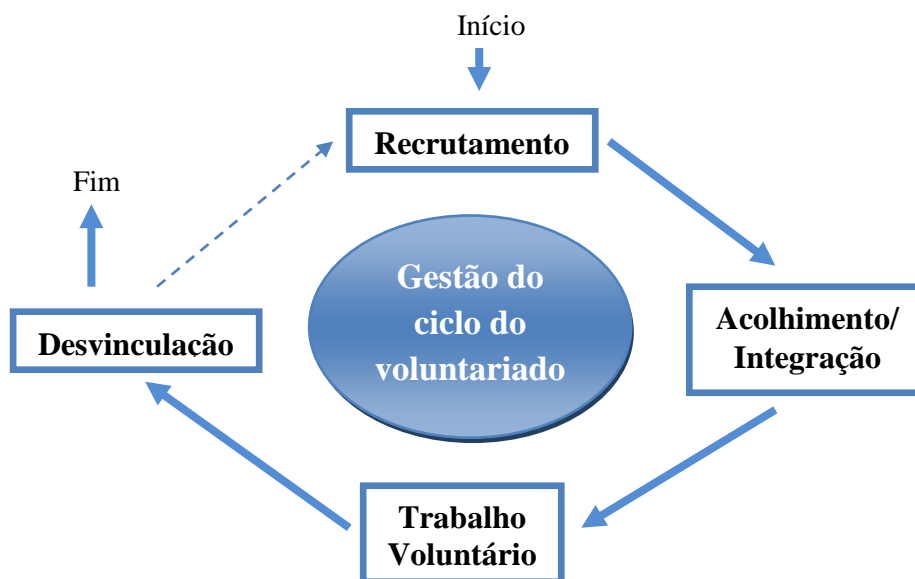 Início
Recrutamento
Fim
Gestão do
ciclo do
voluntariado
Acolhimento/
Integração
Desvinculação
Trabalho
Voluntário